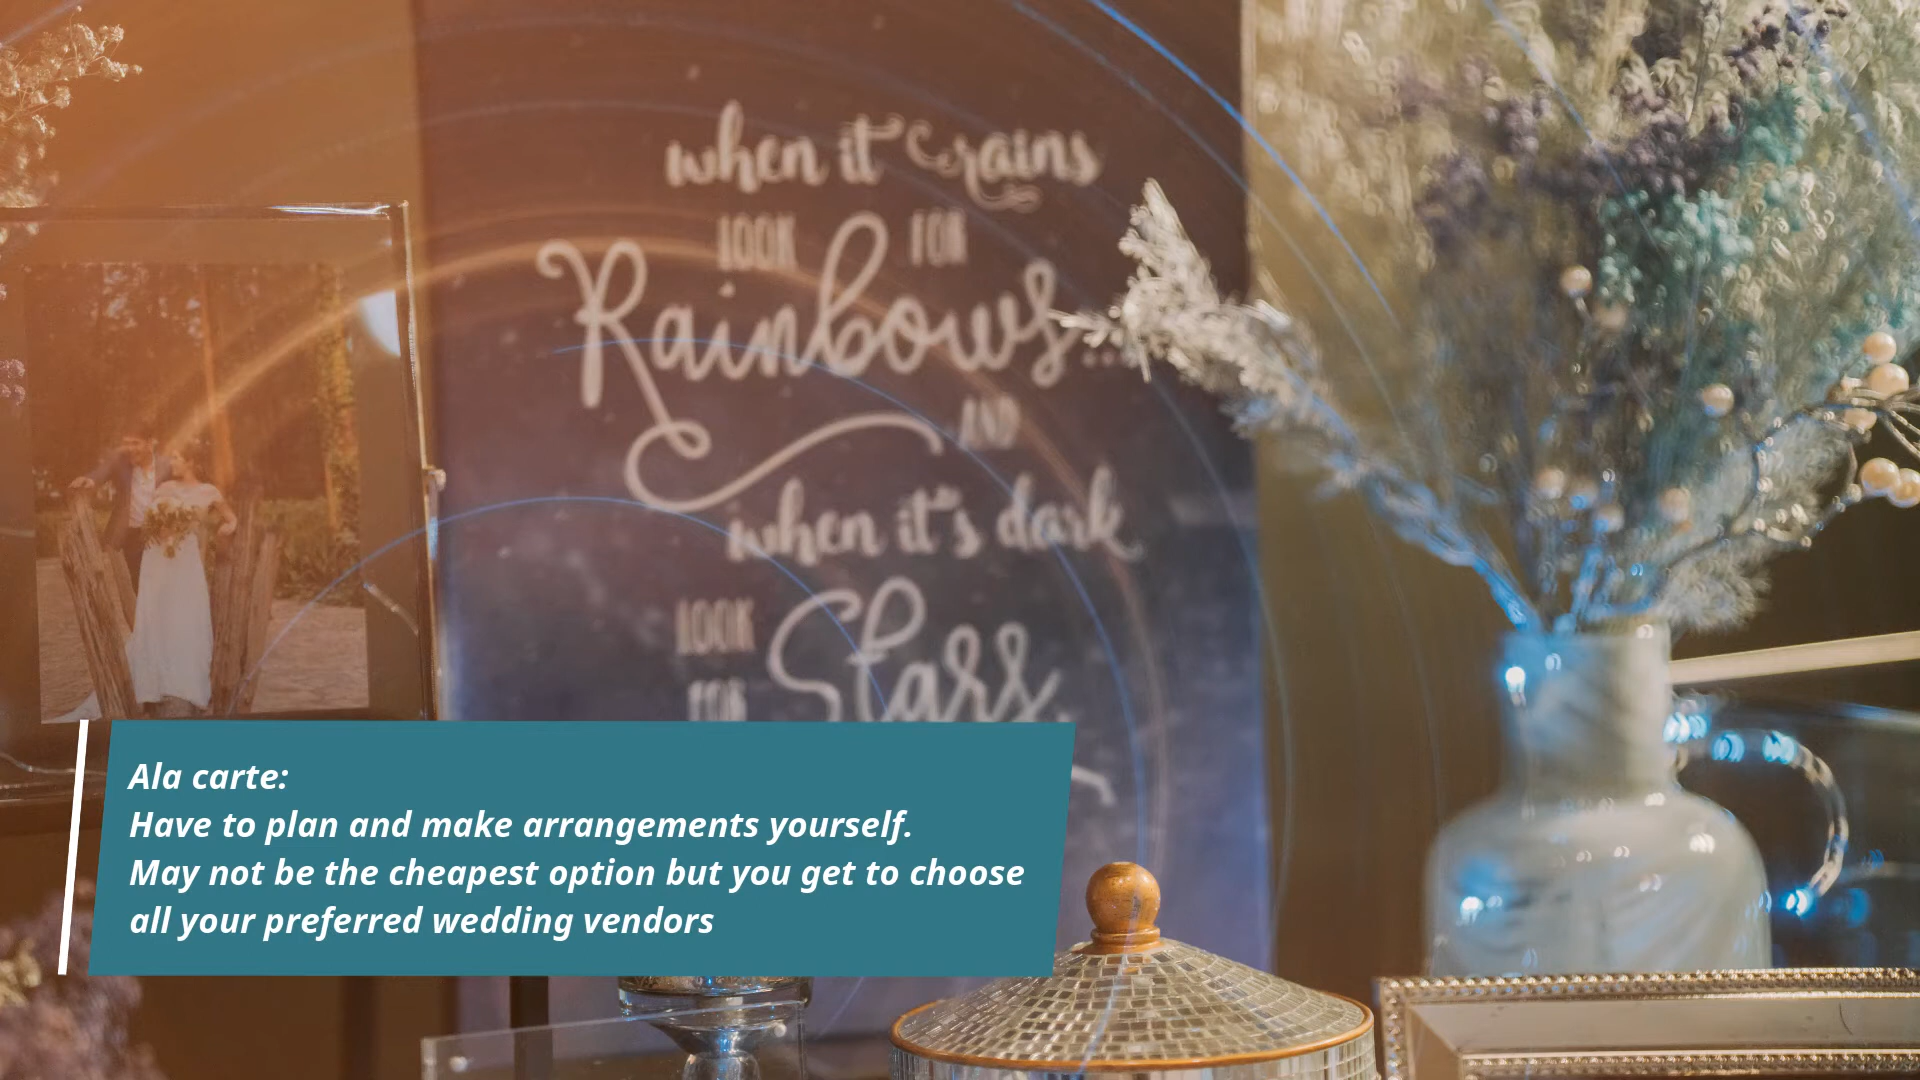 when it rains
LOOK FOR
Rainbows...
AND
when it's dark
LOOK
FOR Stars
Ala carte:
Have to plan and make arrangements yourself.
May not be the cheapest option but you get to choose
all your preferred wedding vendors